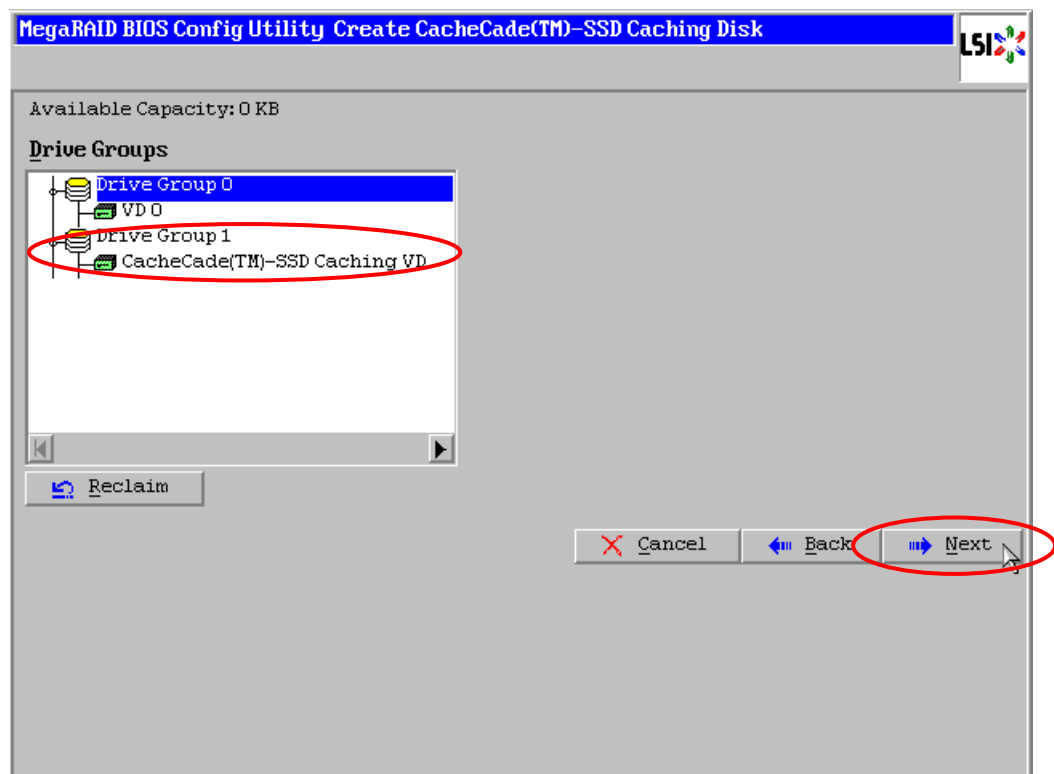 MegaRAID BIOS Config Utility Create CacheCade(TM)-SSD Caching Disk
LSI
Available Capacity: 0 KB
Drive Groups
Drive Group 0
VD 0
Drive Group 1
CacheCade(TM)-SSD Caching VD
Reclaim
Cancel
Back
Next